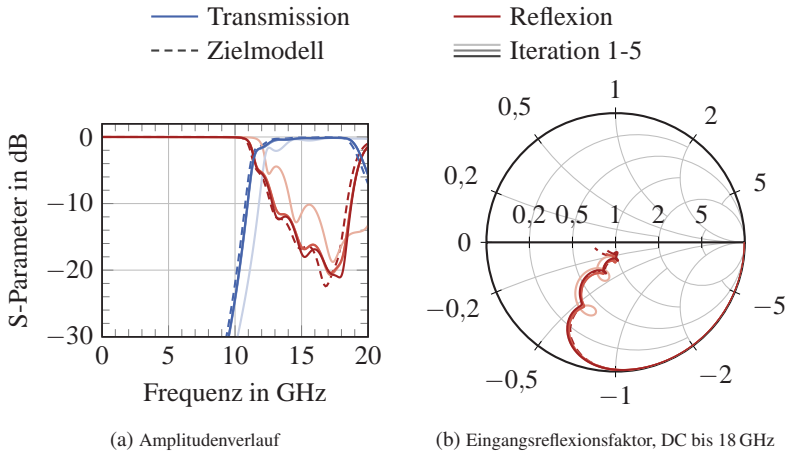 Transmission
Reflexion
Zielmodell
Iteration 1-5
S-Parameter in dB
0
−10
−20
−30
0
5
10
15
20
Frequenz in GHz
1
0,5
2
0,2
5
0,2 0,5 1 2 5
0
−0,2
−5
−0,5
−2
−1
(a) Amplitudenverlauf
(b) Eingangsreflexionsfaktor, DC bis 18 GHz